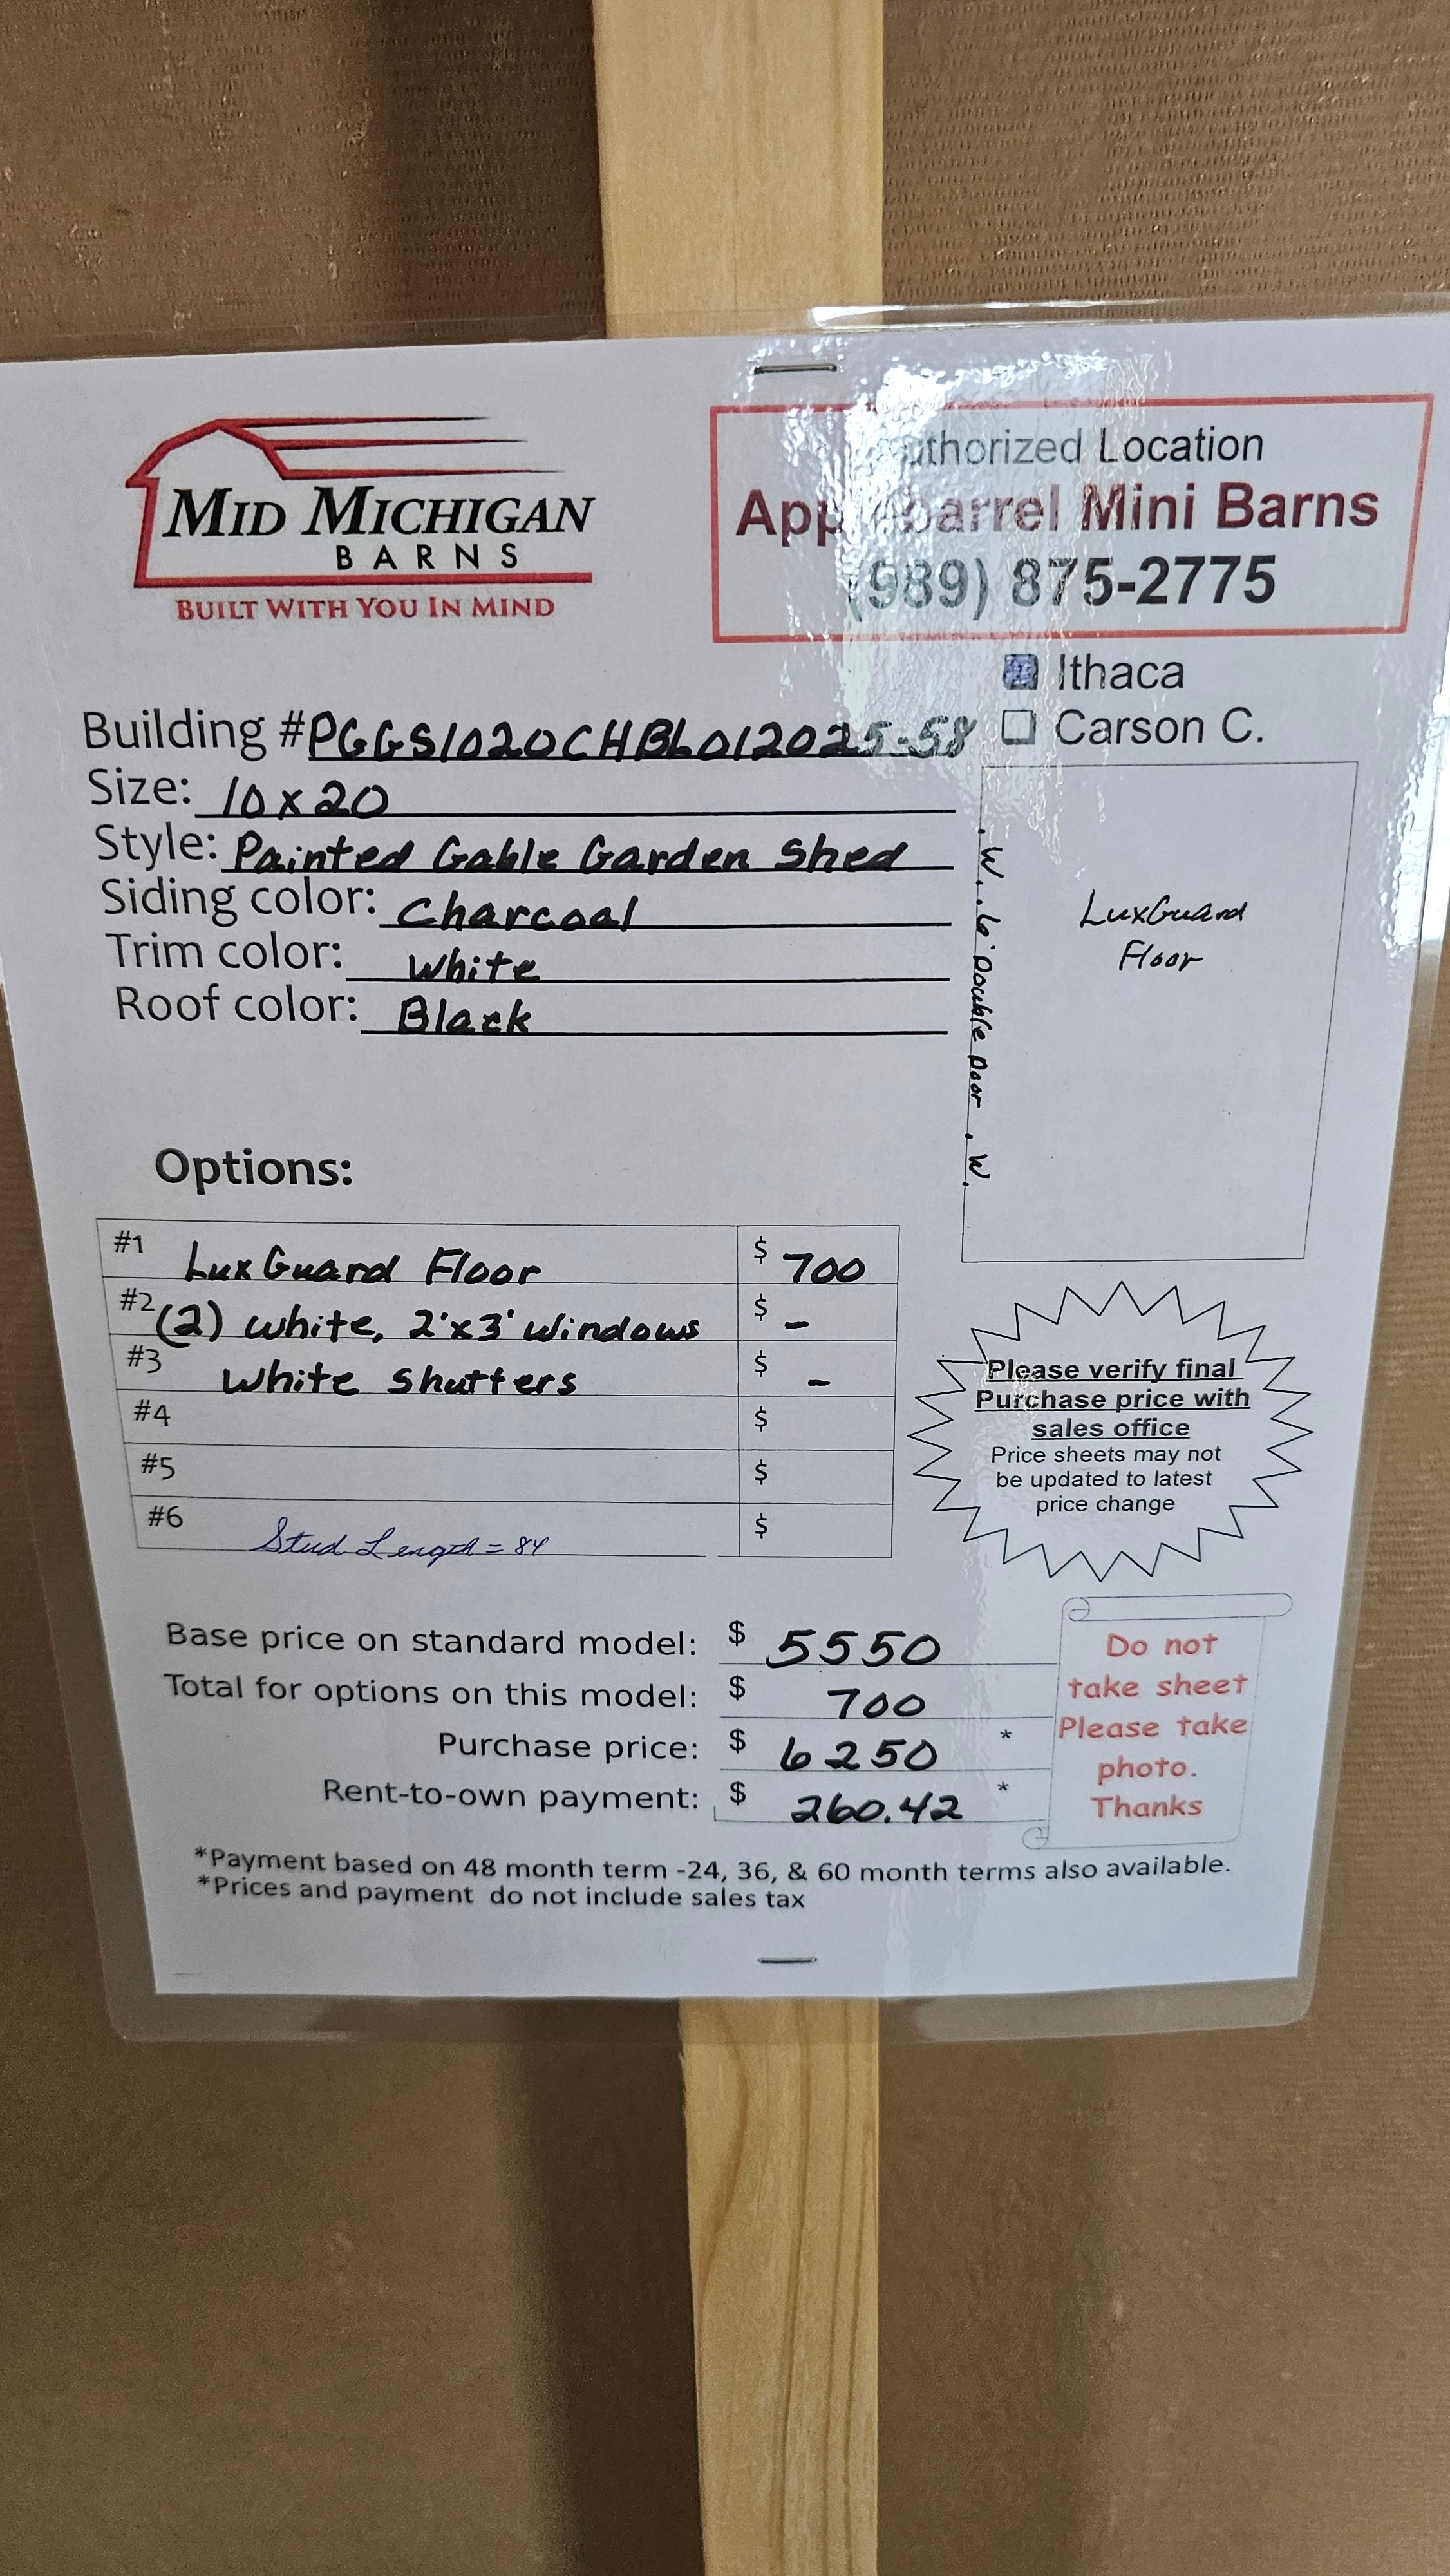 MID MICHIGAN
BARNS
BUILT WITH YOU IN MIND
Authorized Location
Applebarrel Mini Barns
(989) 875-2775
Ithaca
Carson C.
Building #PGGS1020CHBL012025-58
Size: 10x20
Style: Painted Gable Garden Shed
Siding color: Charcoal
Trim color: White
Roof color: Black
.W. .6' Double Door .W.
LuxGuard
Floor
Options:
#1 LuxGuard Floor $ 700
#2 (2) white, 2'x3' windows $ -
#3 White Shutters $ -
#4 $
#5 $
#6 Stud Length = 84 $
Please verify final
Purchase price with
sales office
Price sheets may not
be updated to latest
price change
Base price on standard model: $ 5550
Total for options on this model: $ 700
Purchase price: $ 6250 *
Rent-to-own payment: $ 260.42 *
Do not
take sheet
Please take
photo.
Thanks
*Payment based on 48 month term -24, 36, & 60 month terms also available.
*Prices and payment do not include sales tax